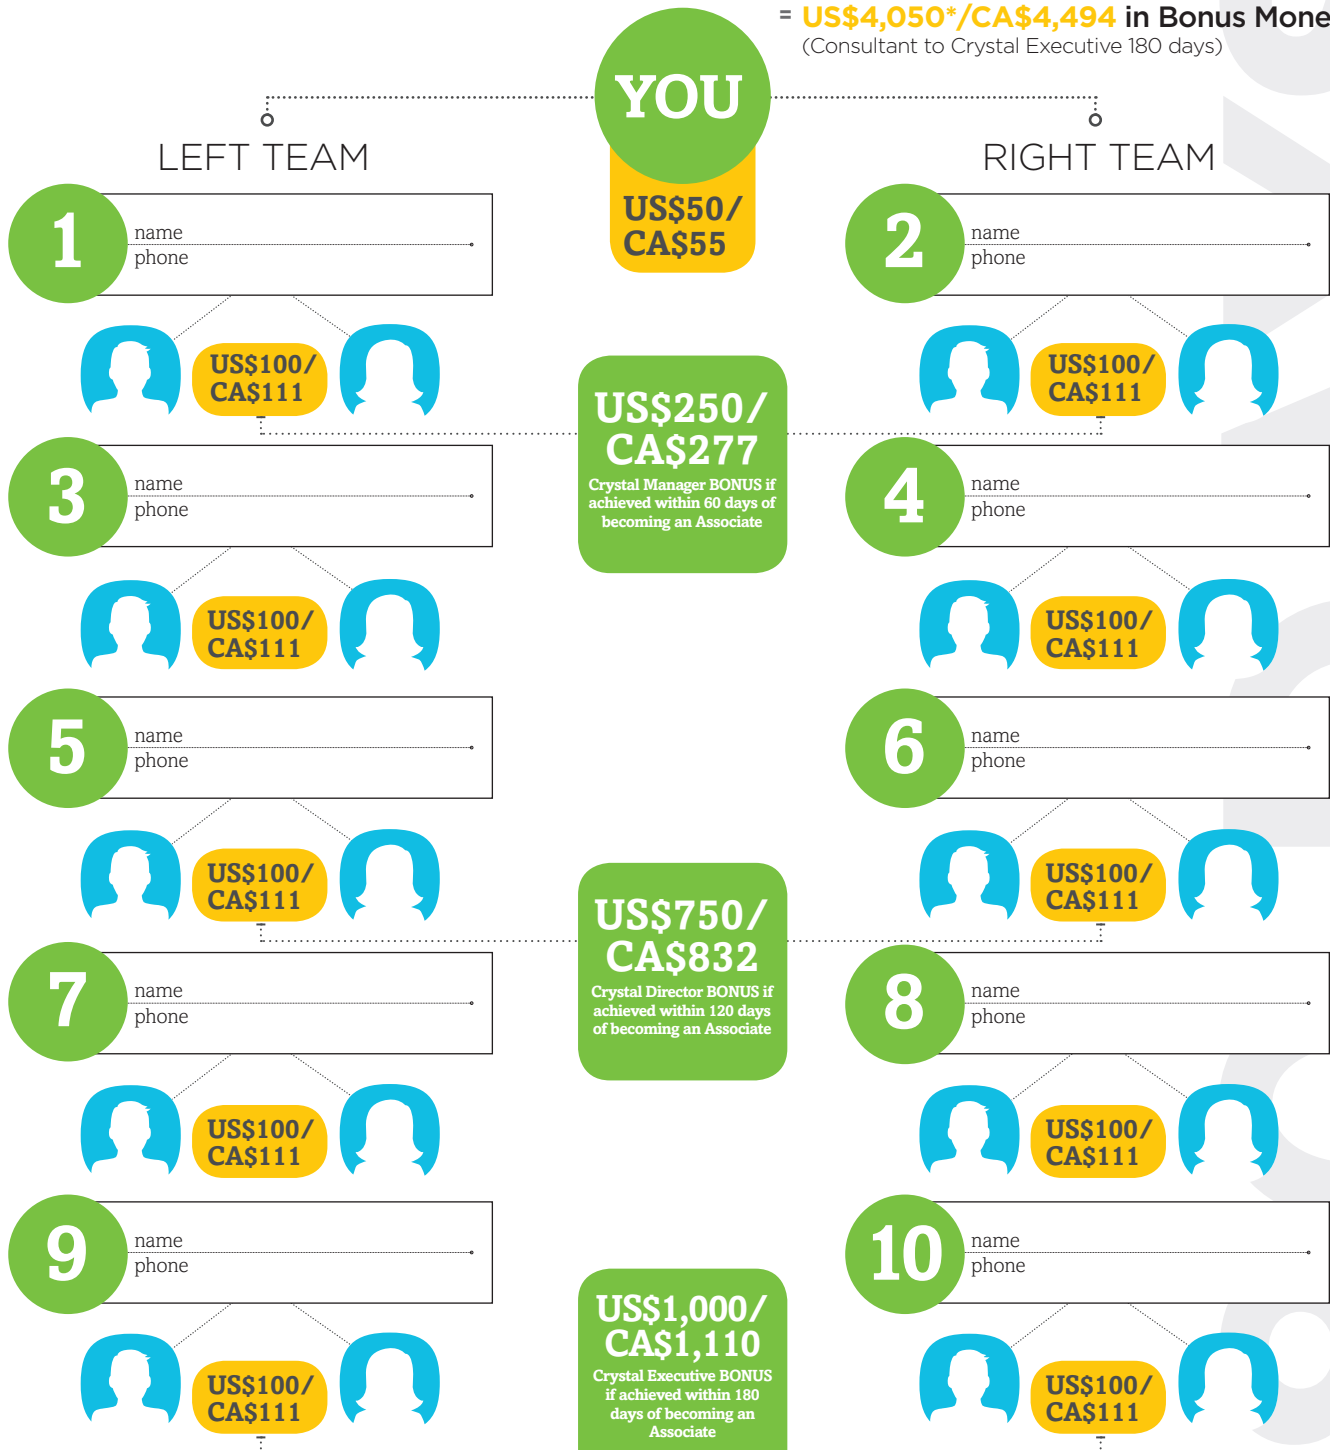 = US$4,050*/CA$4,494 in Bonus Mone
(Consultant to Crystal Executive 180 days)
YOU
US$50/
CA$55
LEFT TEAM
RIGHT TEAM
1
name
phone
2
name
phone
US$100/
CA$111
US$100/
CA$111
US$250/
CA$277
Crystal Manager BONUS if
achieved within 60 days of
becoming an Associate
3
name
phone
4
name
phone
US$100/
CA$111
US$100/
CA$111
5
name
phone
6
name
phone
US$100/
CA$111
US$100/
CA$111
US$750/
CA$832
Crystal Director BONUS if
achieved within 120 days
of becoming an Associate
7
name
phone
8
name
phone
US$100/
CA$111
US$100/
CA$111
9
name
phone
10
name
phone
US$1,000/
CA$1,110
Crystal Executive BONUS
if achieved within 180
days of becoming an
Associate
US$100/
CA$111
US$100/
CA$111